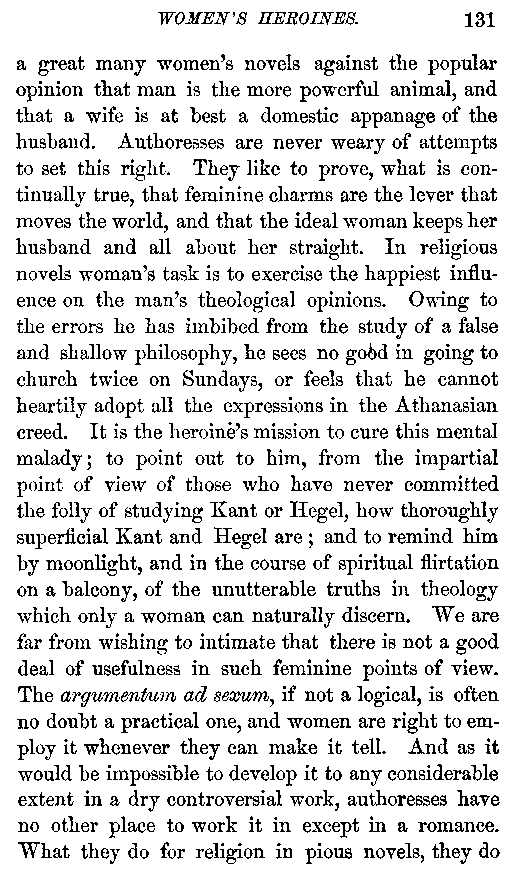 WOMEN'S HEROINES. 131
a great many women's novels against the popular
opinion that man is the more powerful animal, and
that a wife is at best a domestic appanage of the
husband. Authoresses are never weary of attempts
to set this right. They like to prove, what is con-
tinually true, that feminine charms are the lever that
moves the world, and that the ideal woman keeps her
husband and all about her straight. In religious
novels woman's task is to exercise the happiest influ-
ence on the man's theological opinions. Owing to
the errors he has imbibed from the study of a false
and shallow philosophy, he sees no good in going to
church twice on Sundays, or feels that he cannot
heartily adopt all the expressions in the Athanasian
creed. It is the heroine's mission to cure this mental
malady; to point out to him, from the impartial
point of view of those who have never committed
the folly of studying Kant or Hegel, how thoroughly
superficial Kant and Hegel are; and to remind him
by moonlight, and in the course of spiritual flirtation
on a balcony, of the unutterable truths in theology
which only a woman can naturally discern. We are
far from wishing to intimate that there is not a good
deal of usefulness in such feminine points of view.
The argumentum ad sexum, if not a logical, is often
no doubt a practical one, and women are right to em-
ploy it whenever they can make it tell. And as it
would be impossible to develop it to any considerable
extent in a dry controversial work, authoresses have
no other place to work it in except in a romance.
What they do for religion in pious novels, they do